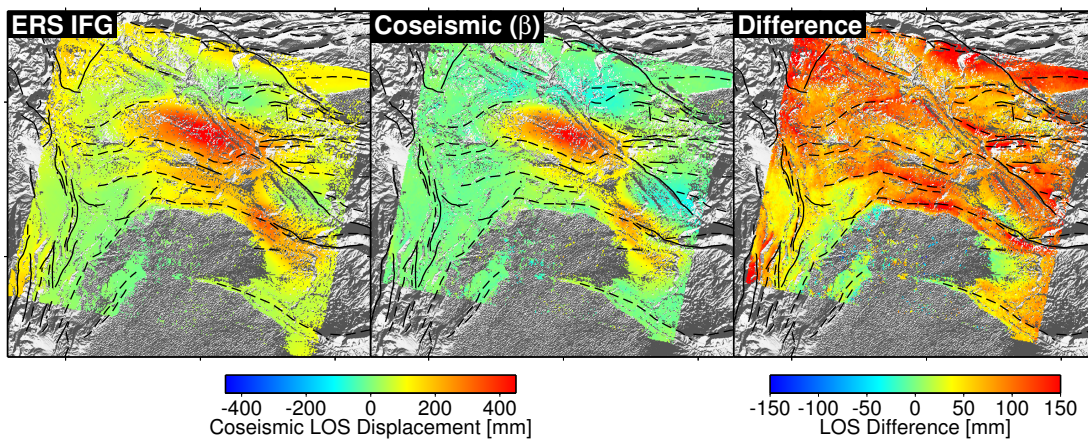 ERS IFG Coseismic (β) Difference
-400 -200 0 200 400 -150 -100 -50 0 50 100 150
Coseismic LOS Displacement [mm] LOS Difference [mm]